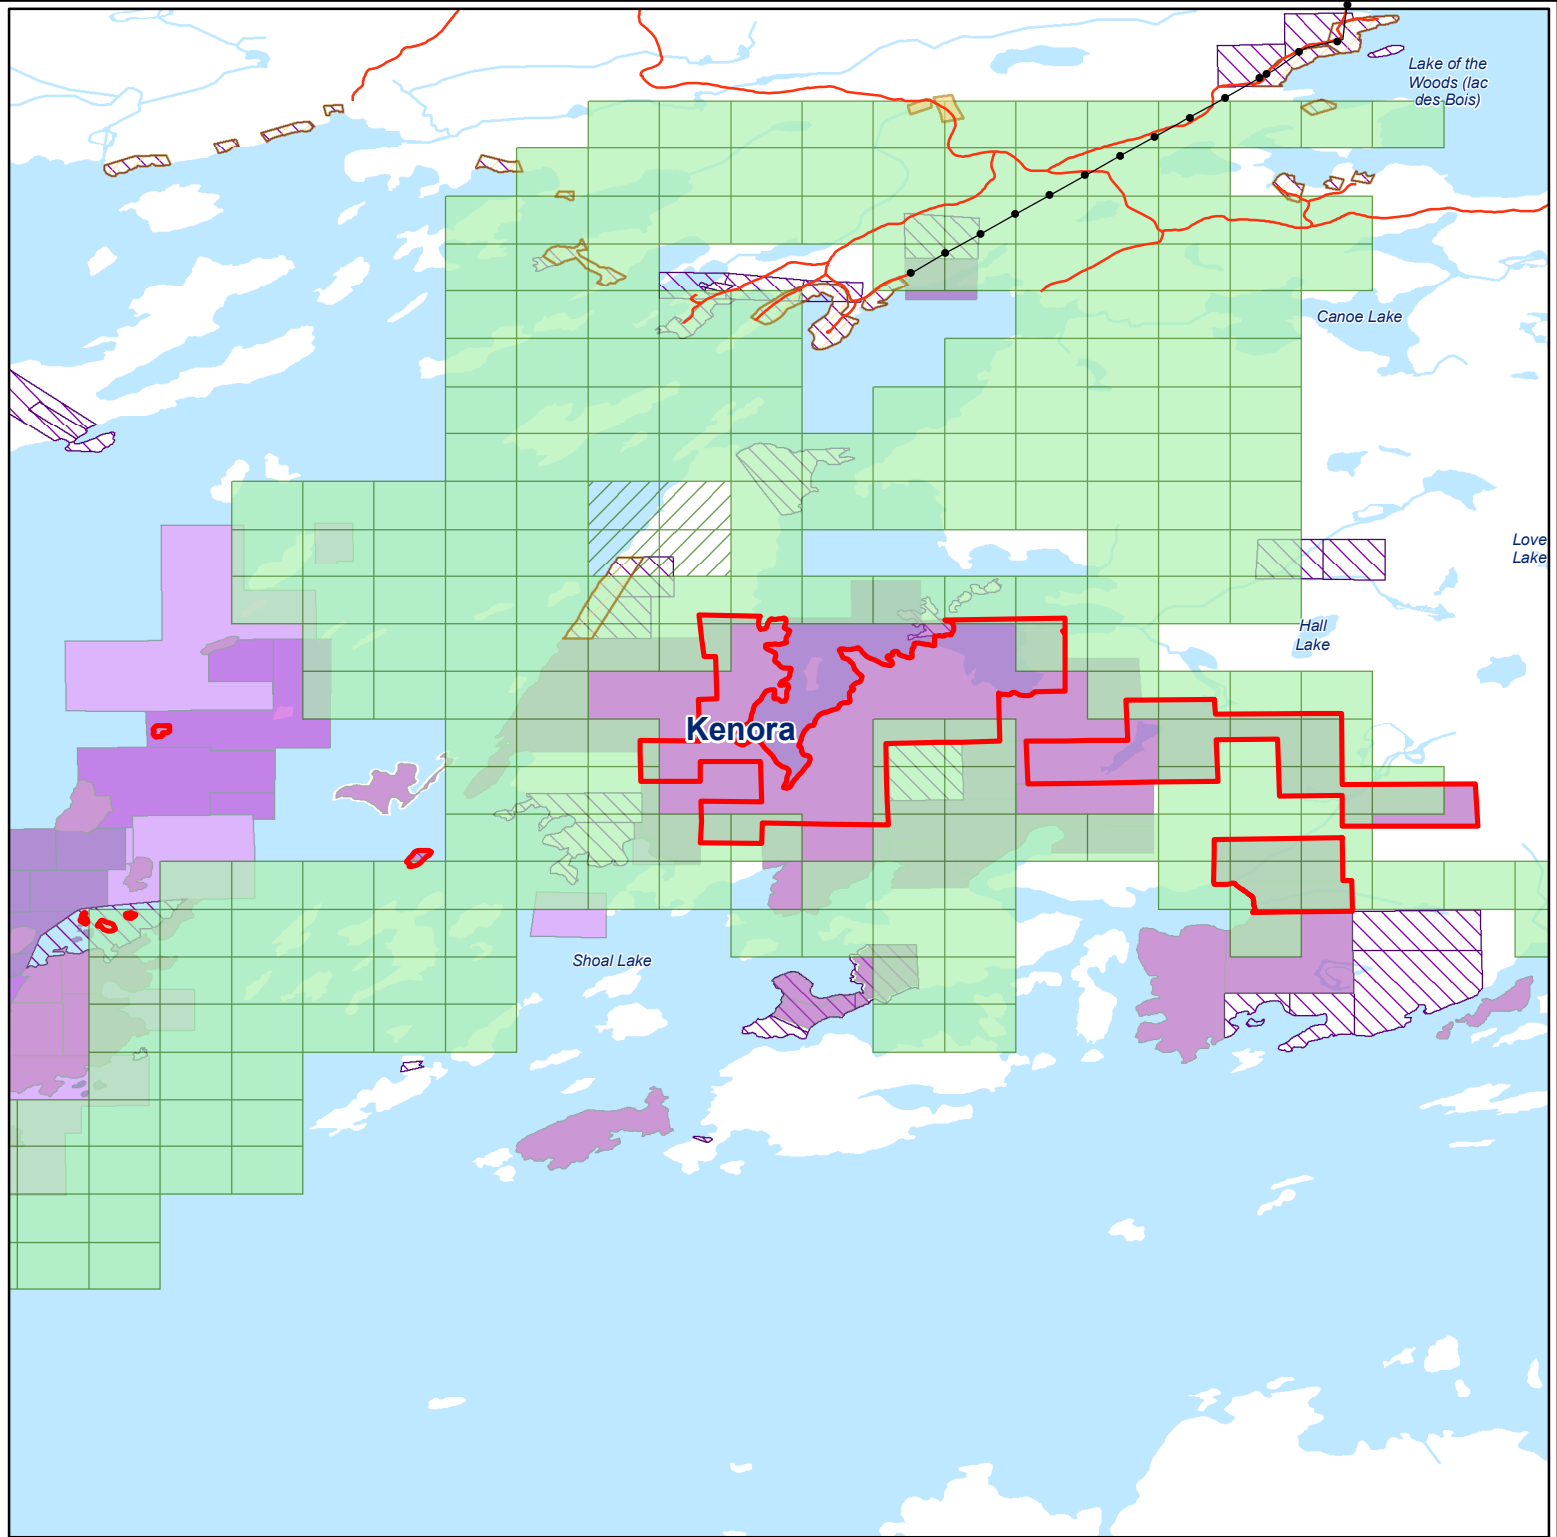 Lake of the
Woods (lac
des Bois)
Canoe Lake
Love
Lake
Hall
Lake
Kenora
Shoal Lake